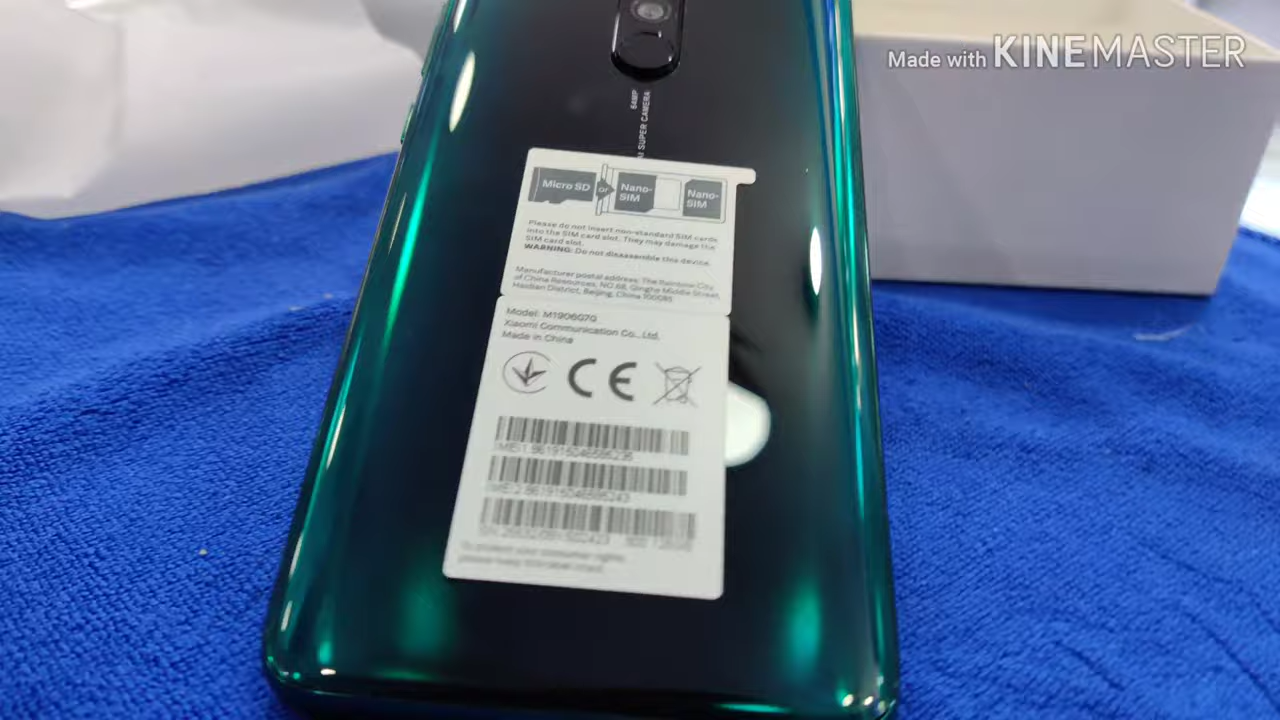 Made with KINEMASTER
64MP
AI SUPER CAMERA
Micro SD or Nano-SIM Nano-SIM
Please do not insert non-standard SIM cards
into the SIM card slot. They may damage the
SIM card slot.
WARNING: Do not disassemble this device.
Manufacturer postal address: The Rainbow City
of China Resources, NO 68, Qinghe Middle Street,
Haidian District, Beijing, China 100085
Model: M1906G7G
Xiaomi Communication Co., Ltd.
Made in China
CE